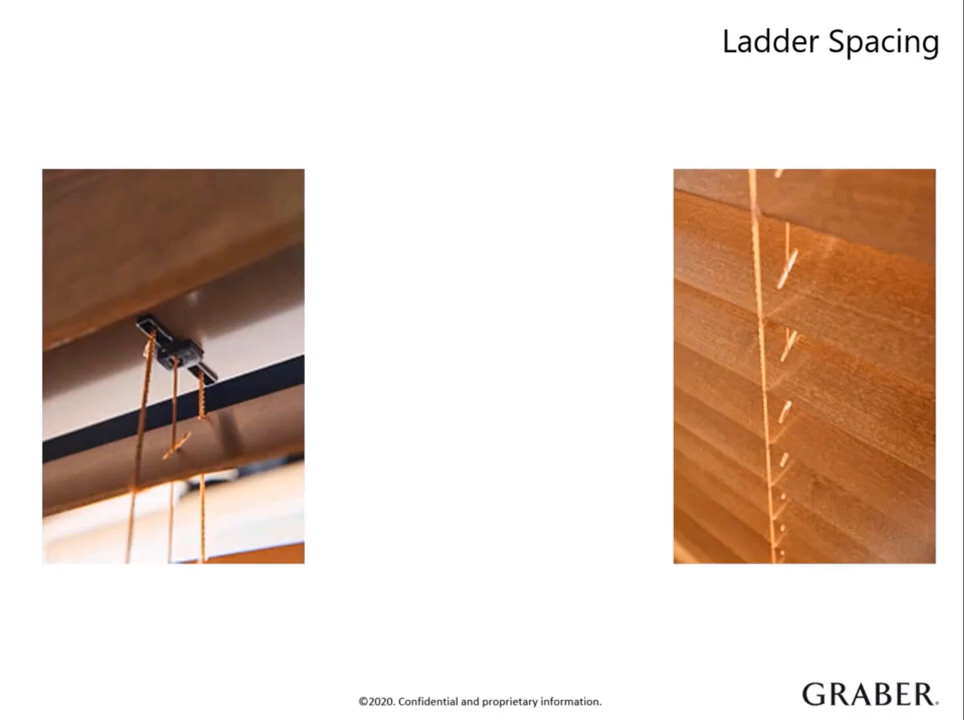 Ladder Spacing
©2020. Confidential and proprietary information.
GRABER®